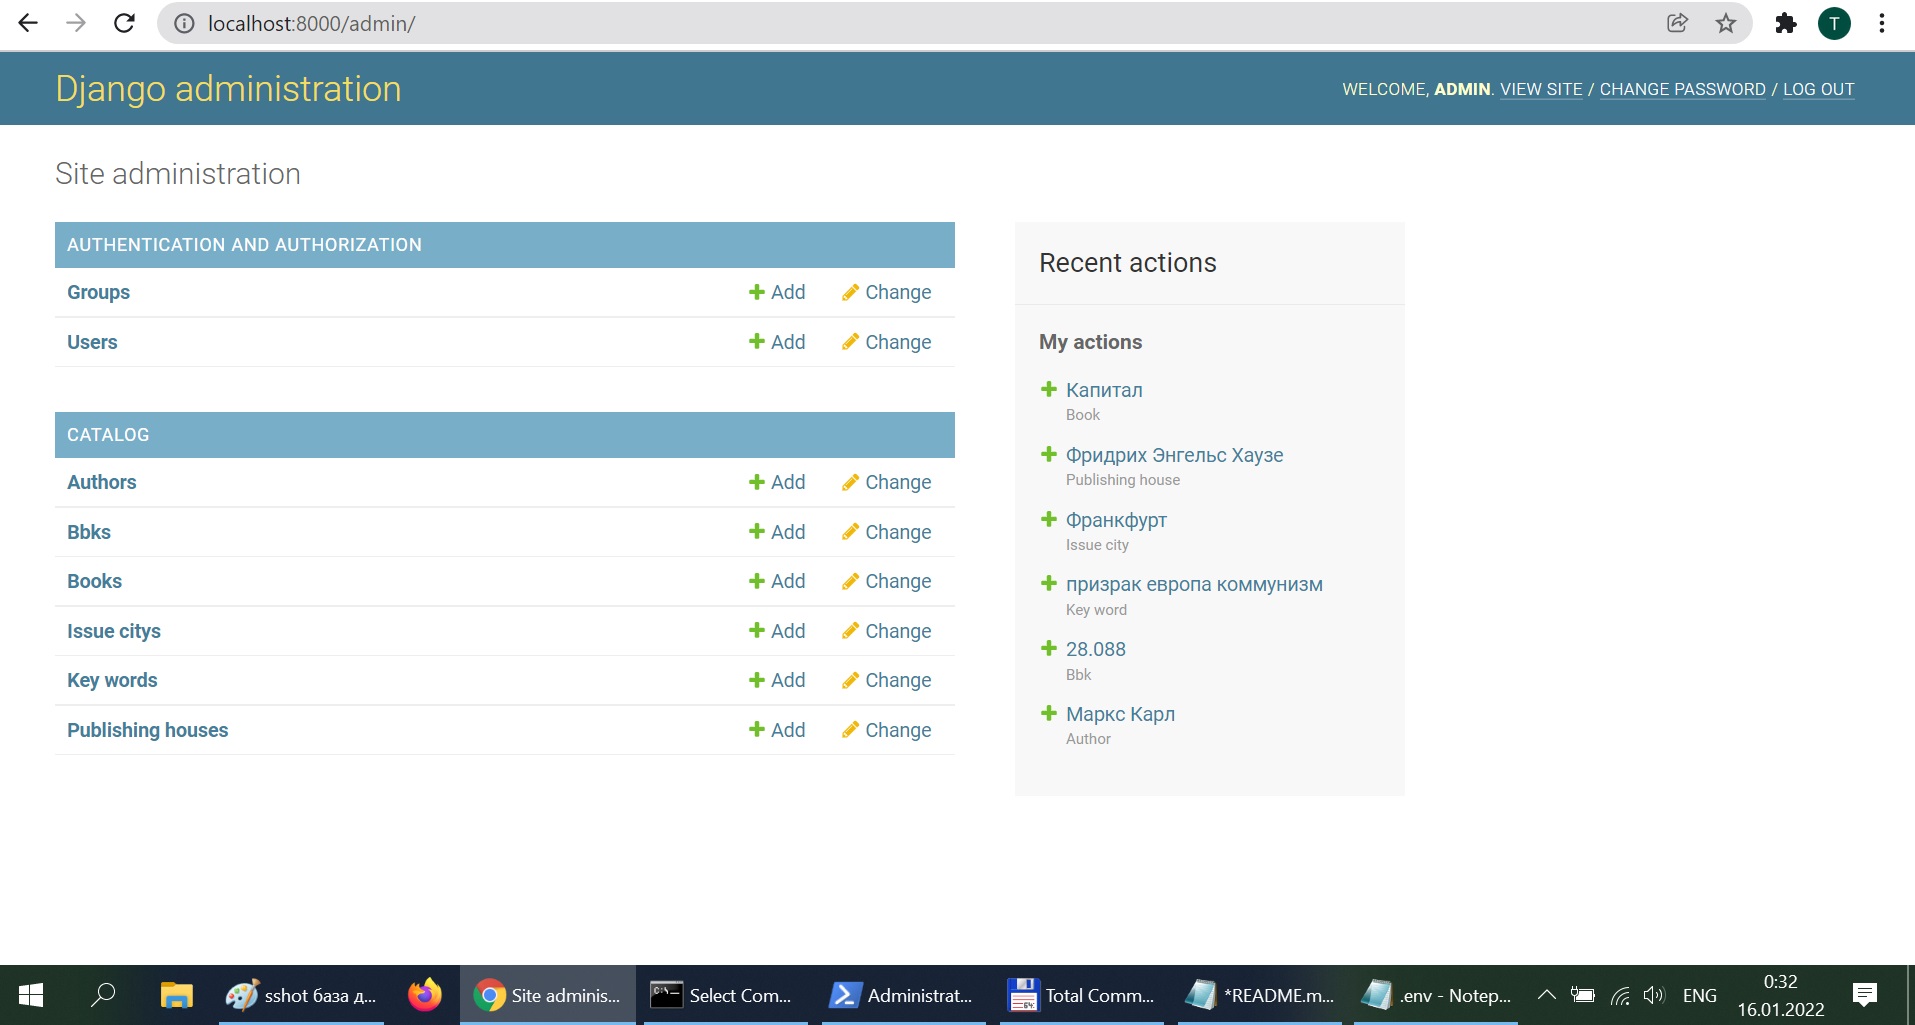 localhost:8000/admin/
T
Django administration
WELCOME, ADMIN. VIEW SITE / CHANGE PASSWORD / LOG OUT
Site administration
AUTHENTICATION AND AUTHORIZATION
Groups Add Change
Users Add Change
CATALOG
Authors Add Change
Bbks Add Change
Books Add Change
Issue citys Add Change
Key words Add Change
Publishing houses Add Change
Recent actions
My actions
Капитал
Book
Фридрих Энгельс Хаузе
Publishing house
Франкфурт
Issue city
призрак европа коммунизм
Key word
28.088
Bbk
Маркс Карл
Author
sshot база д...
Site adminis...
Select Com...
Administrat...
Total Comm...
*README.m...
.env - Notep...
ENG
0:32
16.01.2022